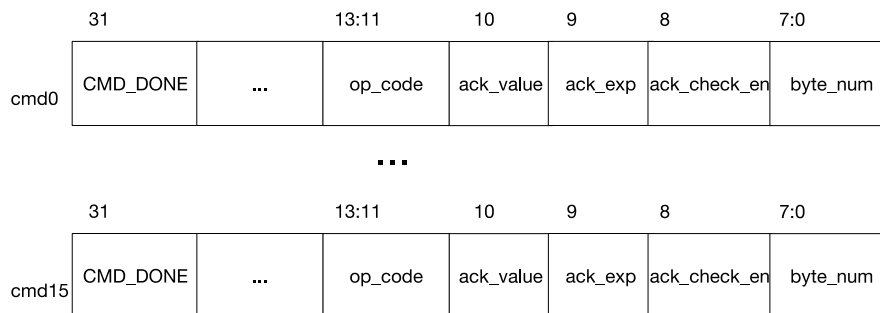 31 13:11 10 9 8 7:0
cmd0 CMD_DONE ... op_code ack_value ack_exp ack_check_en byte_num
...
31 13:11 10 9 8 7:0
cmd15 CMD_DONE ... op_code ack_value ack_exp ack_check_en byte_num